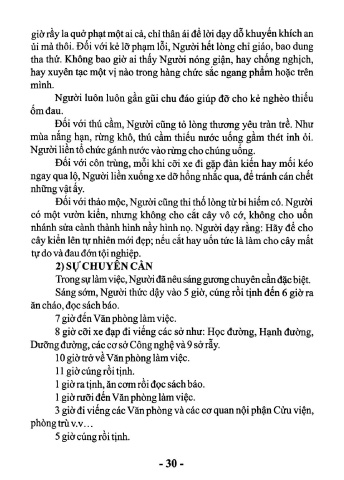 giờ rầy la quở phạt một ai cả, chỉ thân ái để lời dạy dỗ khuyến khích an
ủi mà thôi. Đối với kẻ lỡ phạm lỗi, Người hết lòng chỉ giáo, bao dung
tha thứ. Không bao giờ ai thấy Người nóng giận, hay chống nghịch,
hay xuyên tạc một vị nào trong hàng chức sắc ngang phẩm hoặc trên
mình.
Người luôn luôn gần gũi chu đáo giúp đỡ cho kẻ nghèo thiếu
ốm đau.
Đối với thú cầm, Người cũng tỏ lòng thương yêu tràn trề. Như
mùa nắng hạn, rừng khô, thú cầm thiếu nước uống gầm thét inh ỏi.
Người liền tổ chức gánh nước vào rừng cho chúng uống.
Đối với côn trùng, mỗi khi cỡi xe đi gặp đàn kiến hay mối kéo
ngay qua lộ, Người liền xuống xe dở hổng nhắc qua, để tránh cán chết
những vật ấy.
Đối với thảo mộc, Người cũng thi thố lòng từ bi hiếm có. Người
có một vườn kiển, nhưng không cho cắt cây vô cớ, không cho uốn
nhánh sửa cành thành hình nầy hình nọ. Người dạy rằng: Hãy để cho
cây kiển lên tự nhiên mới đẹp; nếu cắt hay uốn tức là làm cho cây mất
tự do và đau đớn tội nghiệp.
2) SỰ CHUYÊN CẦN
Trong sự làm việc, Người đã nêu sáng gương chuyên cần đặc biệt.
Sáng sớm, Người thức dậy vào 5 giờ, cúng rồi tịnh đến 6 giờ ra
ăn cháo, đọc sách báo.
7 giờ đến Văn phòng làm việc.
8 giờ cỡi xe đạp đi viếng các sở như: Học đường, Hạnh đường,
Dưỡng đường, các cơ sở Công nghệ và 9 sở rẫy.
10 giờ trở về Văn phòng làm việc.
11 giờ cúng rồi tịnh.
1 giờ ra tịnh, ăn cơm rồi đọc sách báo.
1 giờ rưỡi đến Văn phòng làm việc.
3 giờ đi viếng các Văn phòng và các cơ quan nội phận Cửu viện,
phòng trù v.v…
5 giờ cúng rồi tịnh.
- 30 -